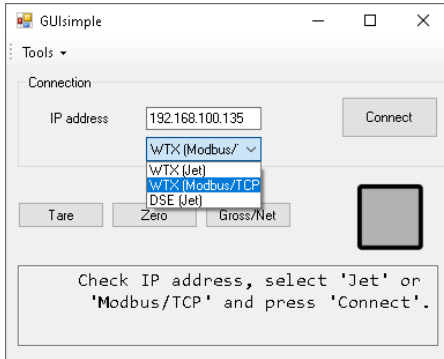 GUIsimple
Tools
Connection
IP address 192.168.100.135 Connect
WTX (Modbus/
WTX (Jet)
WTX (Modbus/TCP
DSE (Jet)
Tare Zero Gross/Net
Check IP address, select 'Jet' or
'Modbus/TCP' and press 'Connect'.